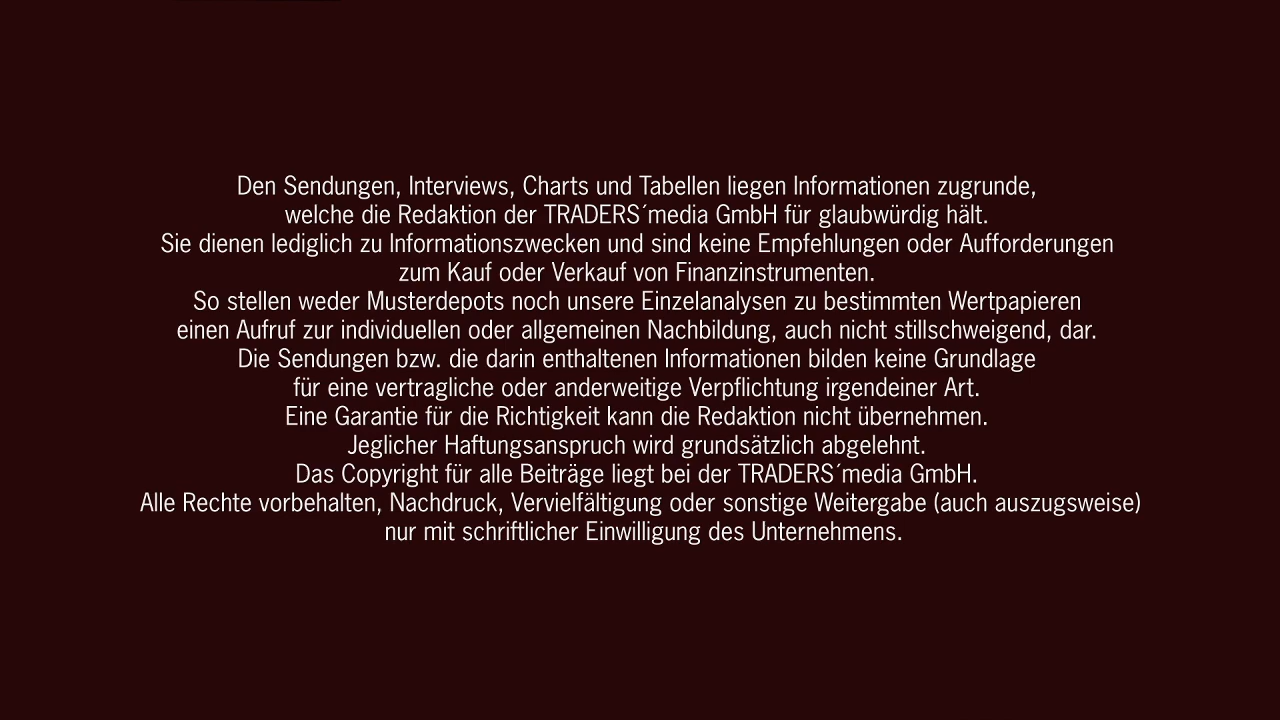 Den Sendungen, Interviews, Charts und Tabellen liegen Informationen zugrunde,
welche die Redaktion der TRADERS´media GmbH für glaubwürdig hält.
Sie dienen lediglich zu Informationszwecken und sind keine Empfehlungen oder Aufforderungen
zum Kauf oder Verkauf von Finanzinstrumenten.
So stellen weder Musterdepots noch unsere Einzelanalysen zu bestimmten Wertpapieren
einen Aufruf zur individuellen oder allgemeinen Nachbildung, auch nicht stillschweigend, dar.
Die Sendungen bzw. die darin enthaltenen Informationen bilden keine Grundlage
für eine vertragliche oder anderweitige Verpflichtung irgendeiner Art.
Eine Garantie für die Richtigkeit kann die Redaktion nicht übernehmen.
Jeglicher Haftungsanspruch wird grundsätzlich abgelehnt.
Das Copyright für alle Beiträge liegt bei der TRADERS´media GmbH.
Alle Rechte vorbehalten, Nachdruck, Vervielfältigung oder sonstige Weitergabe (auch auszugsweise)
nur mit schriftlicher Einwilligung des Unternehmens.